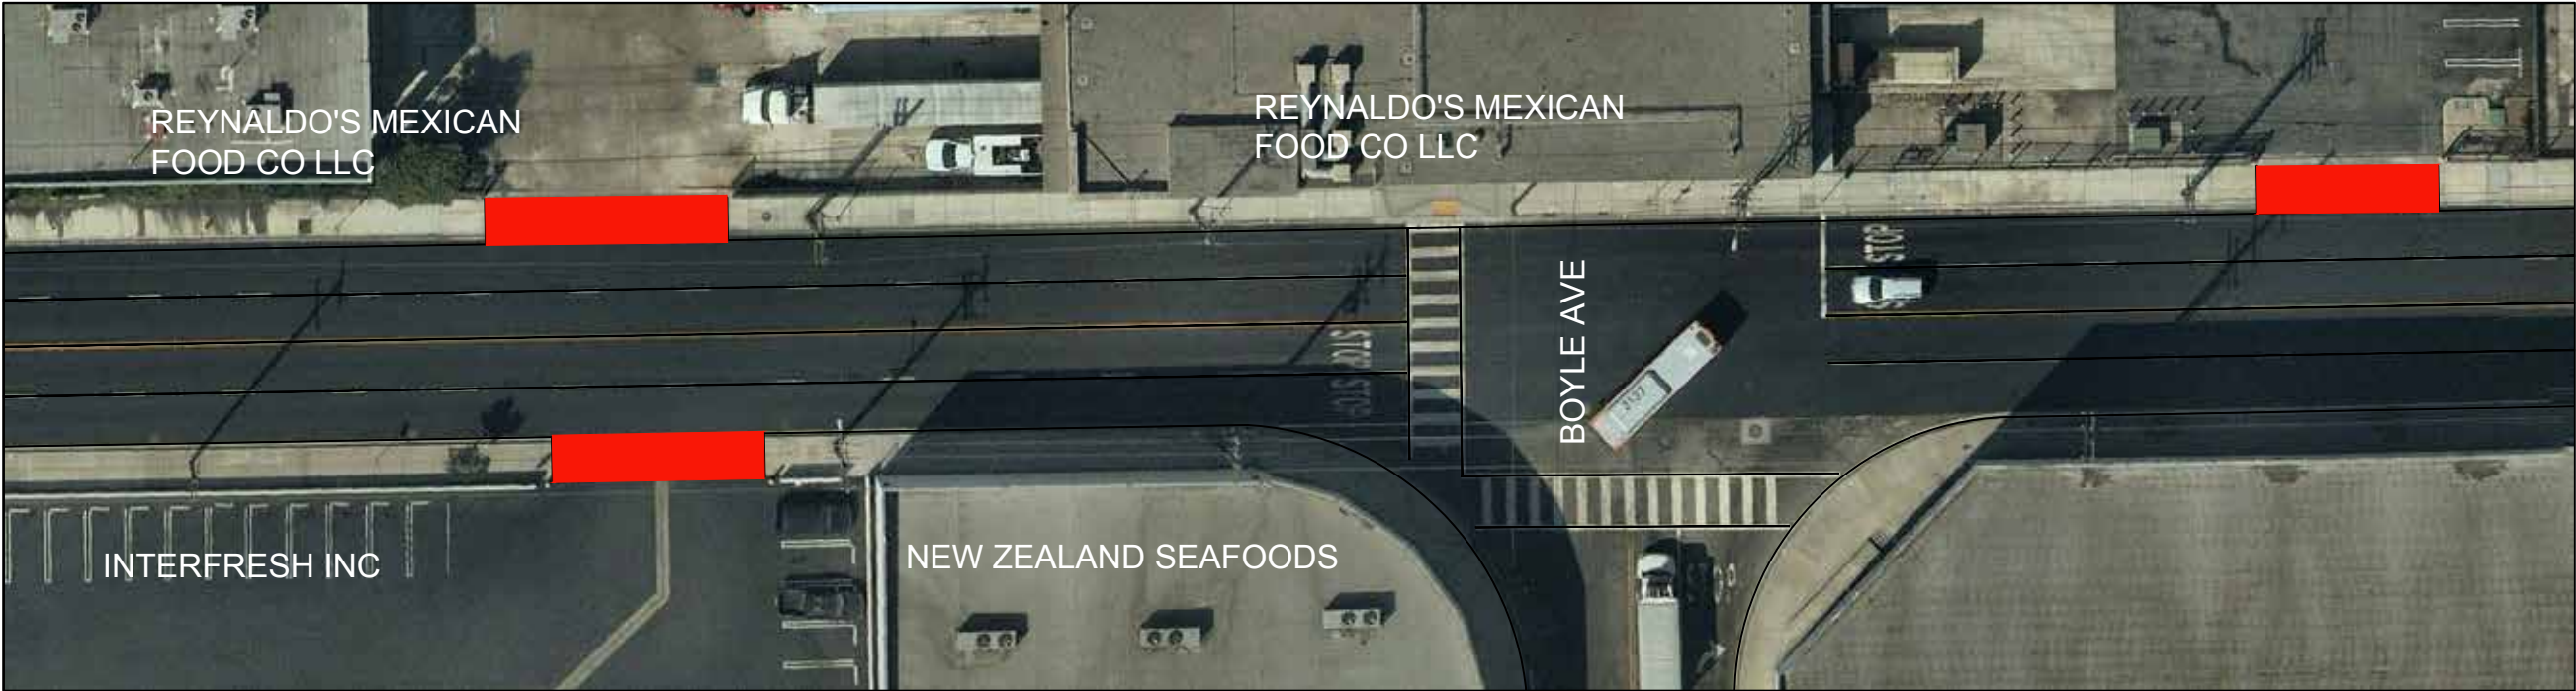 REYNALDO'S MEXICAN
FOOD CO LLC
REYNALDO'S MEXICAN
FOOD CO LLC
STOP
BOYLE AVE
STOP
STOP
3137
INTERFRESH INC
NEW ZEALAND SEAFOODS